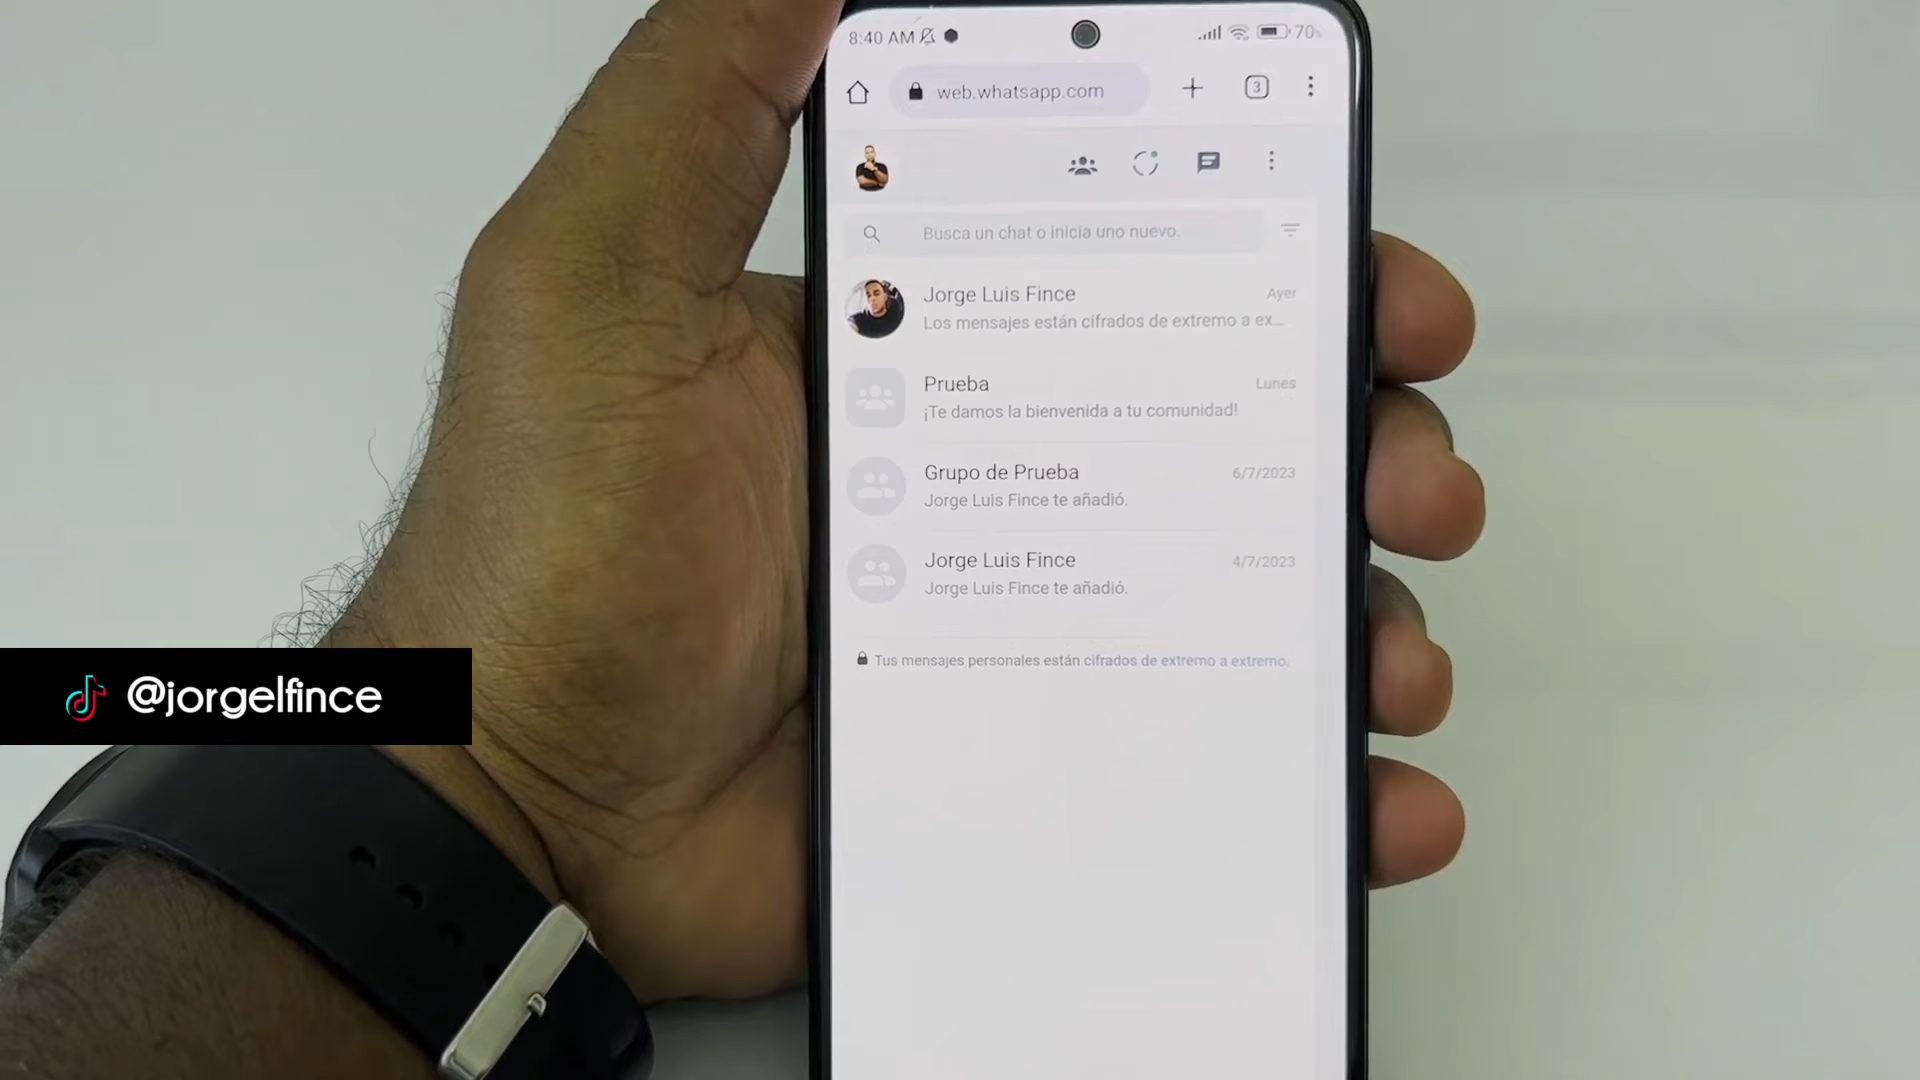 8:40 AM
70%
web.whatsapp.com
3
Busca un chat o inicia uno nuevo.
Jorge Luis Fince
Ayer
Los mensajes están cifrados de extremo a ex...
Prueba
Lunes
¡Te damos la bienvenida a tu comunidad!
Grupo de Prueba
6/7/2023
Jorge Luis Fince te añadió.
Jorge Luis Fince
4/7/2023
Jorge Luis Fince te añadió.
Tus mensajes personales están cifrados de extremo a extremo.
@jorgelfince